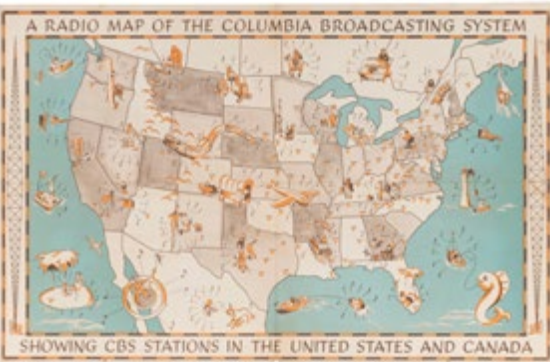 A RADIO MAP OF THE COLUMBIA BROADCASTING SYSTEM
SHOWING CBS STATIONS IN THE UNITED STATES AND CANADA